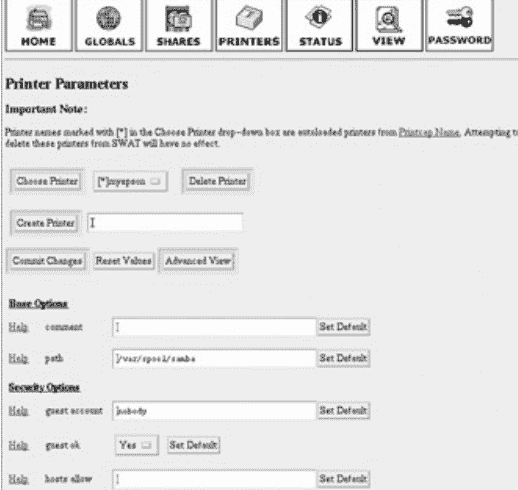 HOME GLOBALS SHARES PRINTERS STATUS VIEW PASSWORD
Printer Parameters
Important Note:
Printer names marked with [*] in the Choose Printer drop-down box are autoloaded printers from Printcap Name. Attempting to
delete these printers from SWAT will have no effect.
Choose Printer [*]myepson Delete Printer
Create Printer
Commit Changes Reset Values Advanced View
Base Options
Help comment Set Default
Help path /var/spool/samba Set Default
Security Options
Help guest account nobody Set Default
Help guest ok Yes Set Default
Help hosts allow Set Default